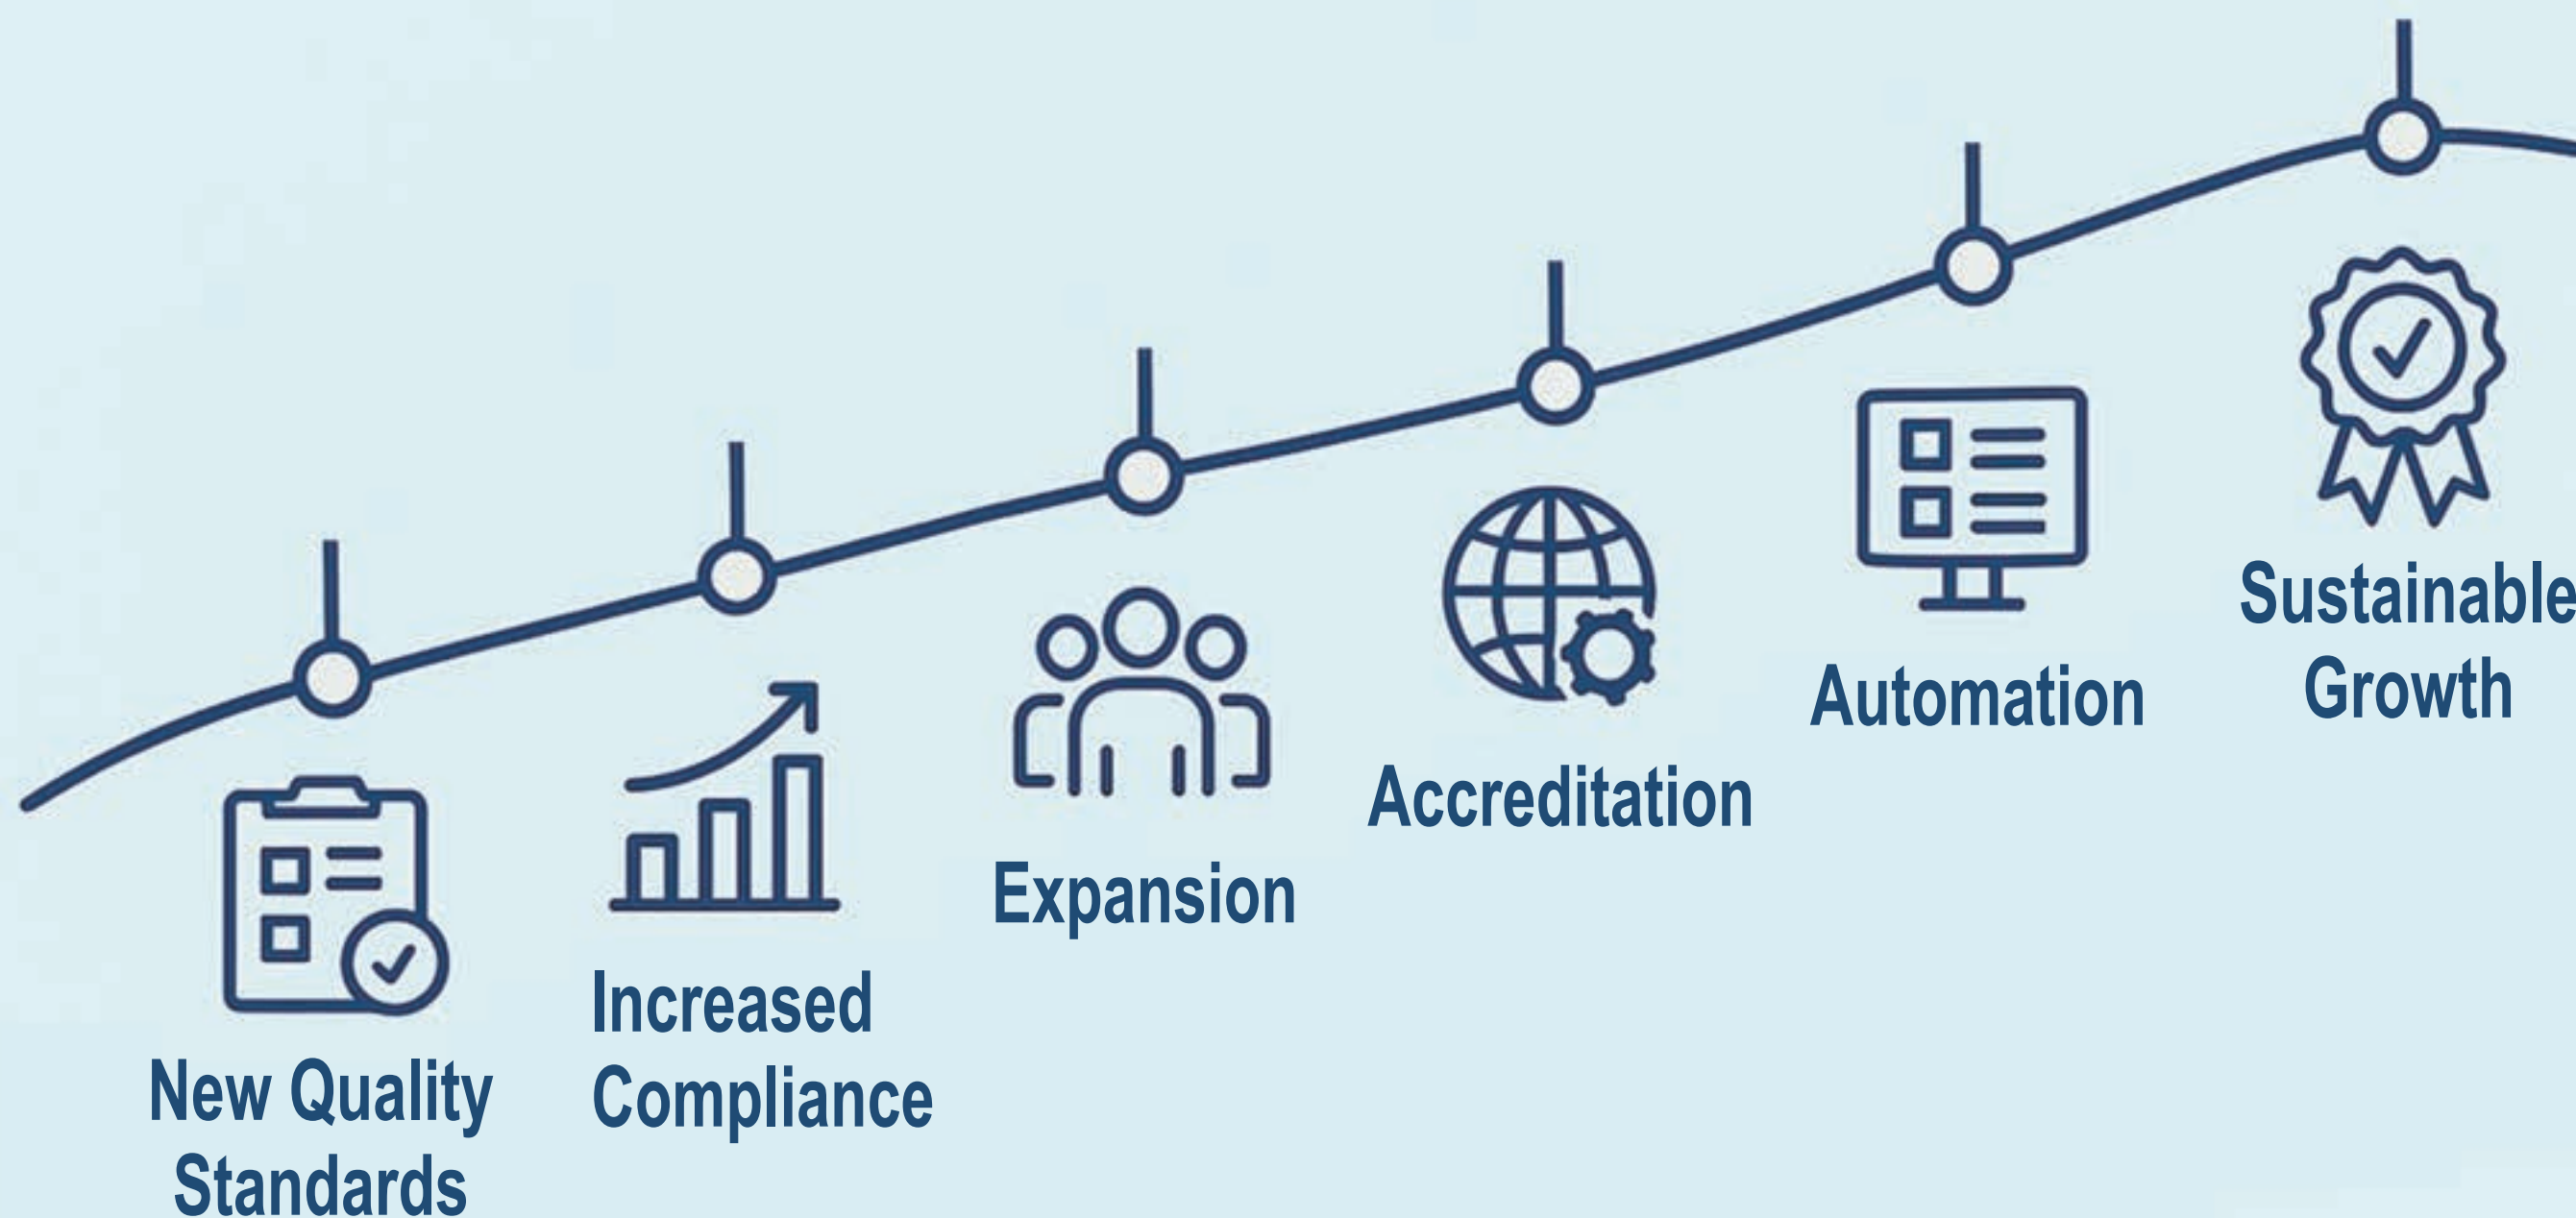 New Quality
Standards
Increased
Compliance
Expansion
Accreditation
Automation
Sustainable
Growth